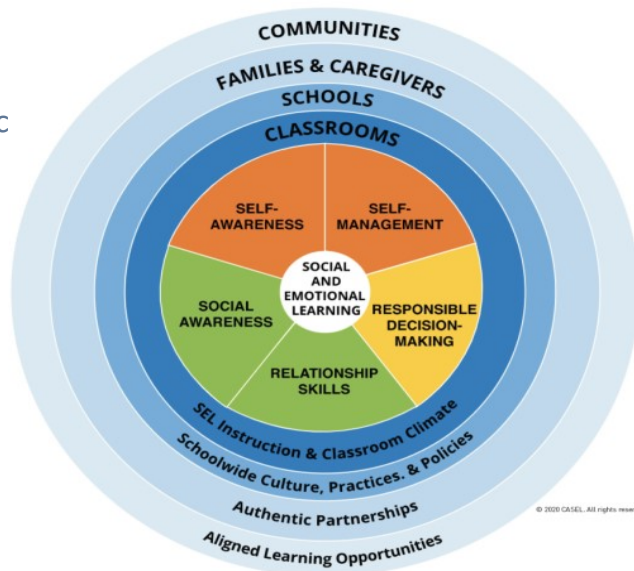 COMMUNITIES
FAMILIES & CAREGIVERS
SCHOOLS
CLASSROOMS
C
SELF-
AWARENESS
SELF-
MANAGEMENT
SOCIAL
AND
EMOTIONAL
LEARNING
SOCIAL
AWARENESS
RESPONSIBLE
DECISION-
MAKING
RELATIONSHIP
SKILLS
SEL Instruction & Classroom Climate
Schoolwide Culture, Practices. & Policies
Authentic Partnerships
Aligned Learning Opportunities
© 2020 CASEL. All rights rese